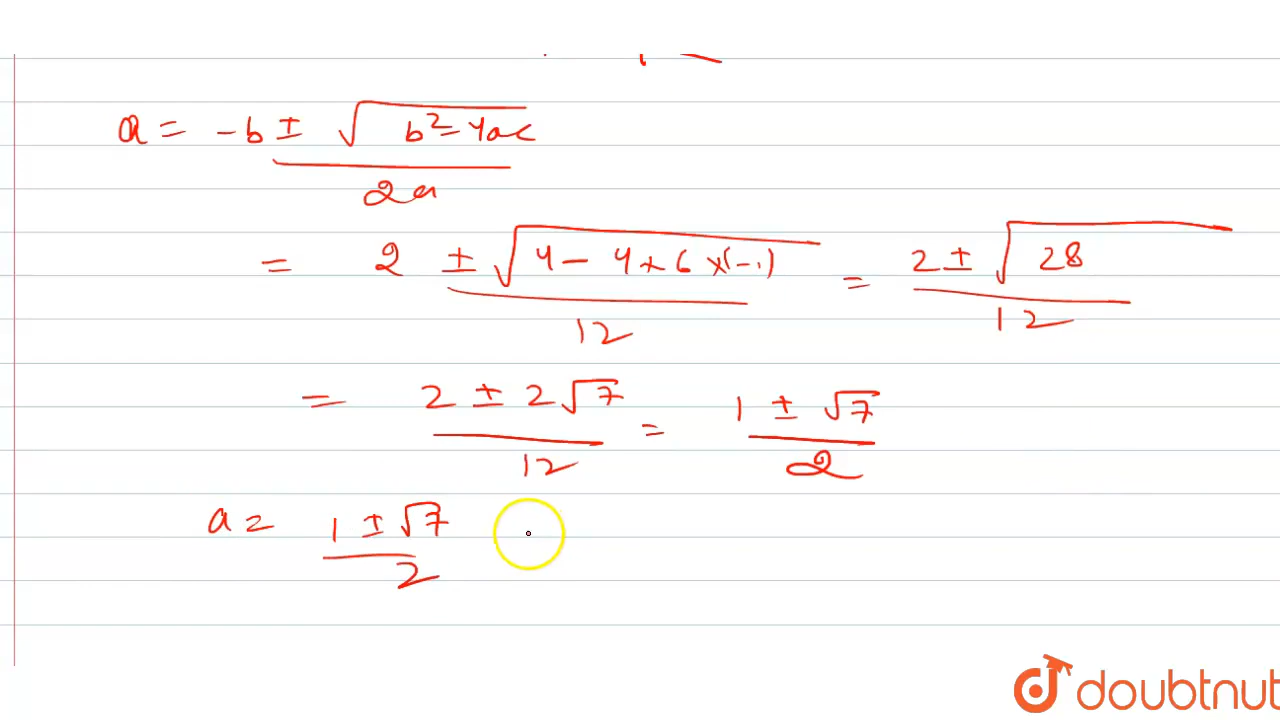 a = -b ± √(b² - 4ac) / 2a
= 2 ± √(4 - 4 × 6 × (-1)) / 12 = 2 ± √28 / 12
= 2 ± 2√7 / 12 = 1 ± √7 / 2
a = 1 ± √7 / 2
doubtnut